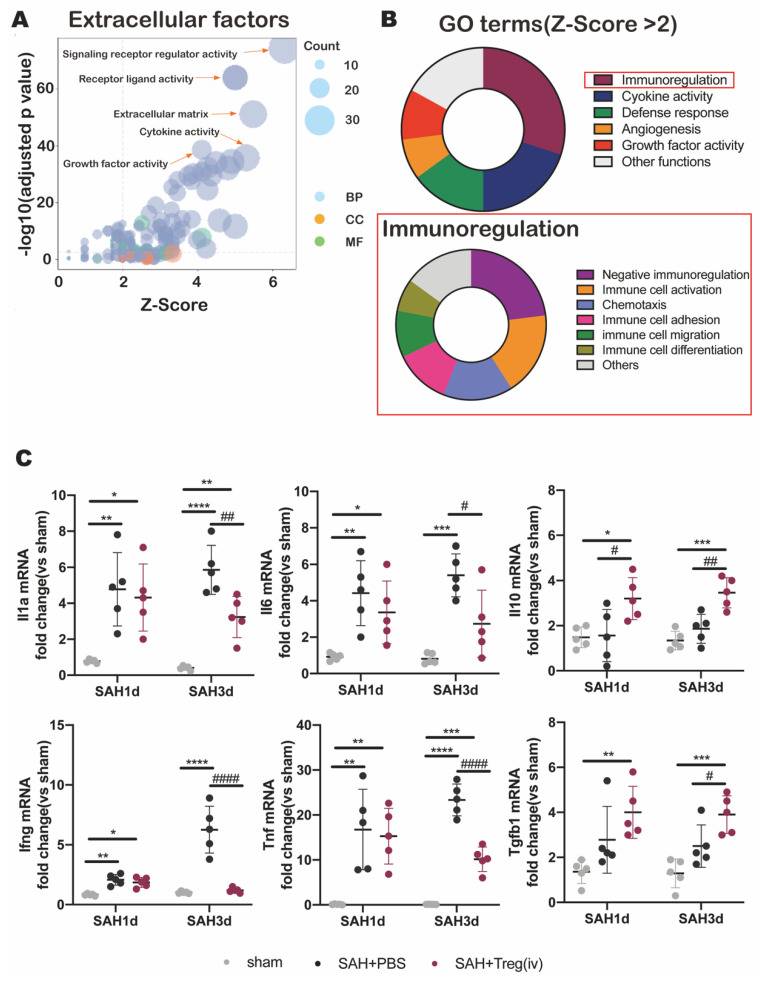 A
Extracellular factors
-log10(adjusted p value)
60
40
20
0
0
2
4
6
Z-Score
Signaling receptor regulator activity
Receptor ligand activity
Extracellular matrix
Cytokine activity
Growth factor activity
Count
10
20
30
BP
CC
MF
B
GO terms(Z-Score >2)
Immunoregulation
Cyokine activity
Defense response
Angiogenesis
Growth factor activity
Other functions
Immunoregulation
Negative immunoregulation
Immune cell activation
Chemotaxis
Immune cell adhesion
immune cell migration
Immune cell differentiation
Others
C
Il1a mRNA
fold change(vs sham)
10
8
6
4
2
0
*
**
**
****
##
SAH1d
SAH3d
Il6 mRNA
fold change(vs sham)
10
8
6
4
2
0
*
**
#
***
SAH1d
SAH3d
Il10 mRNA
fold change(vs sham)
8
6
4
2
0
*
#
***
##
SAH1d
SAH3d
Ifng mRNA
fold change(vs sham)
15
10
5
0
*
**
****
####
SAH1d
SAH3d
Tnf mRNA
fold change(vs sham)
40
30
20
10
0
**
**
***
****
####
SAH1d
SAH3d
Tgfb1 mRNA
fold change(vs sham)
8
6
4
2
0
**
***
#
SAH1d
SAH3d
sham
SAH+PBS
SAH+Treg(iv)